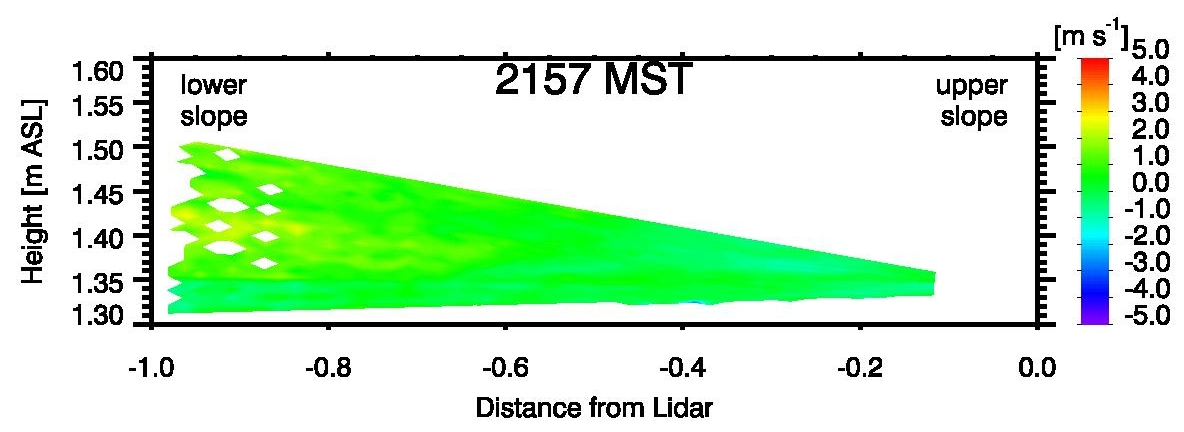 [m s-1]
2157 MST
lower
slope
upper
slope
Height [m ASL]
1.60
1.55
1.50
1.45
1.40
1.35
1.30
5.0
4.0
3.0
2.0
1.0
0.0
-1.0
-2.0
-3.0
-4.0
-5.0
-1.0 -0.8 -0.6 -0.4 -0.2 0.0
Distance from Lidar